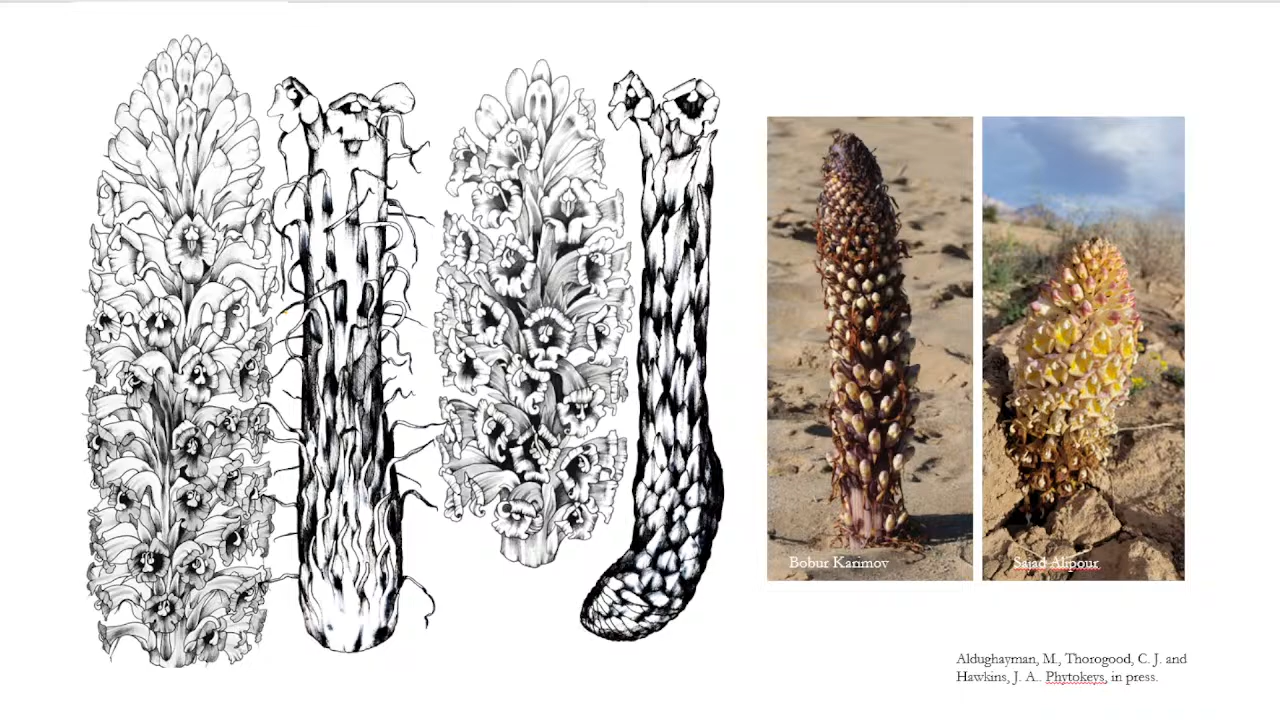 Bobur Karimov
Sajad Alipour
Aldughayman, M., Thorogood, C. J. and
Hawkins, J. A.. Phytokeys, in press.